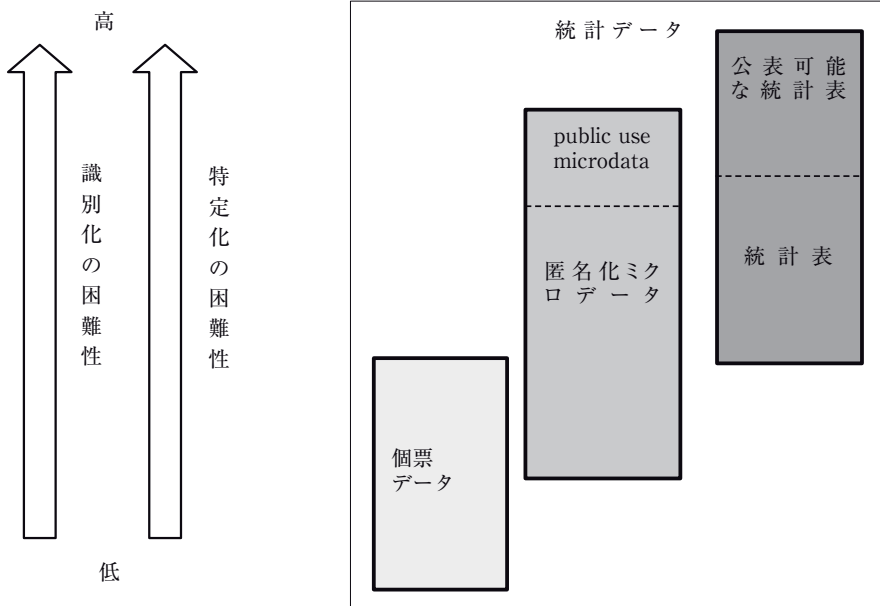 高
識別化の困難性
特定化の困難性
低
統計データ
公表可能
な統計表
統計表
public use
microdata
匿名化ミク
ロデータ
個票
データ